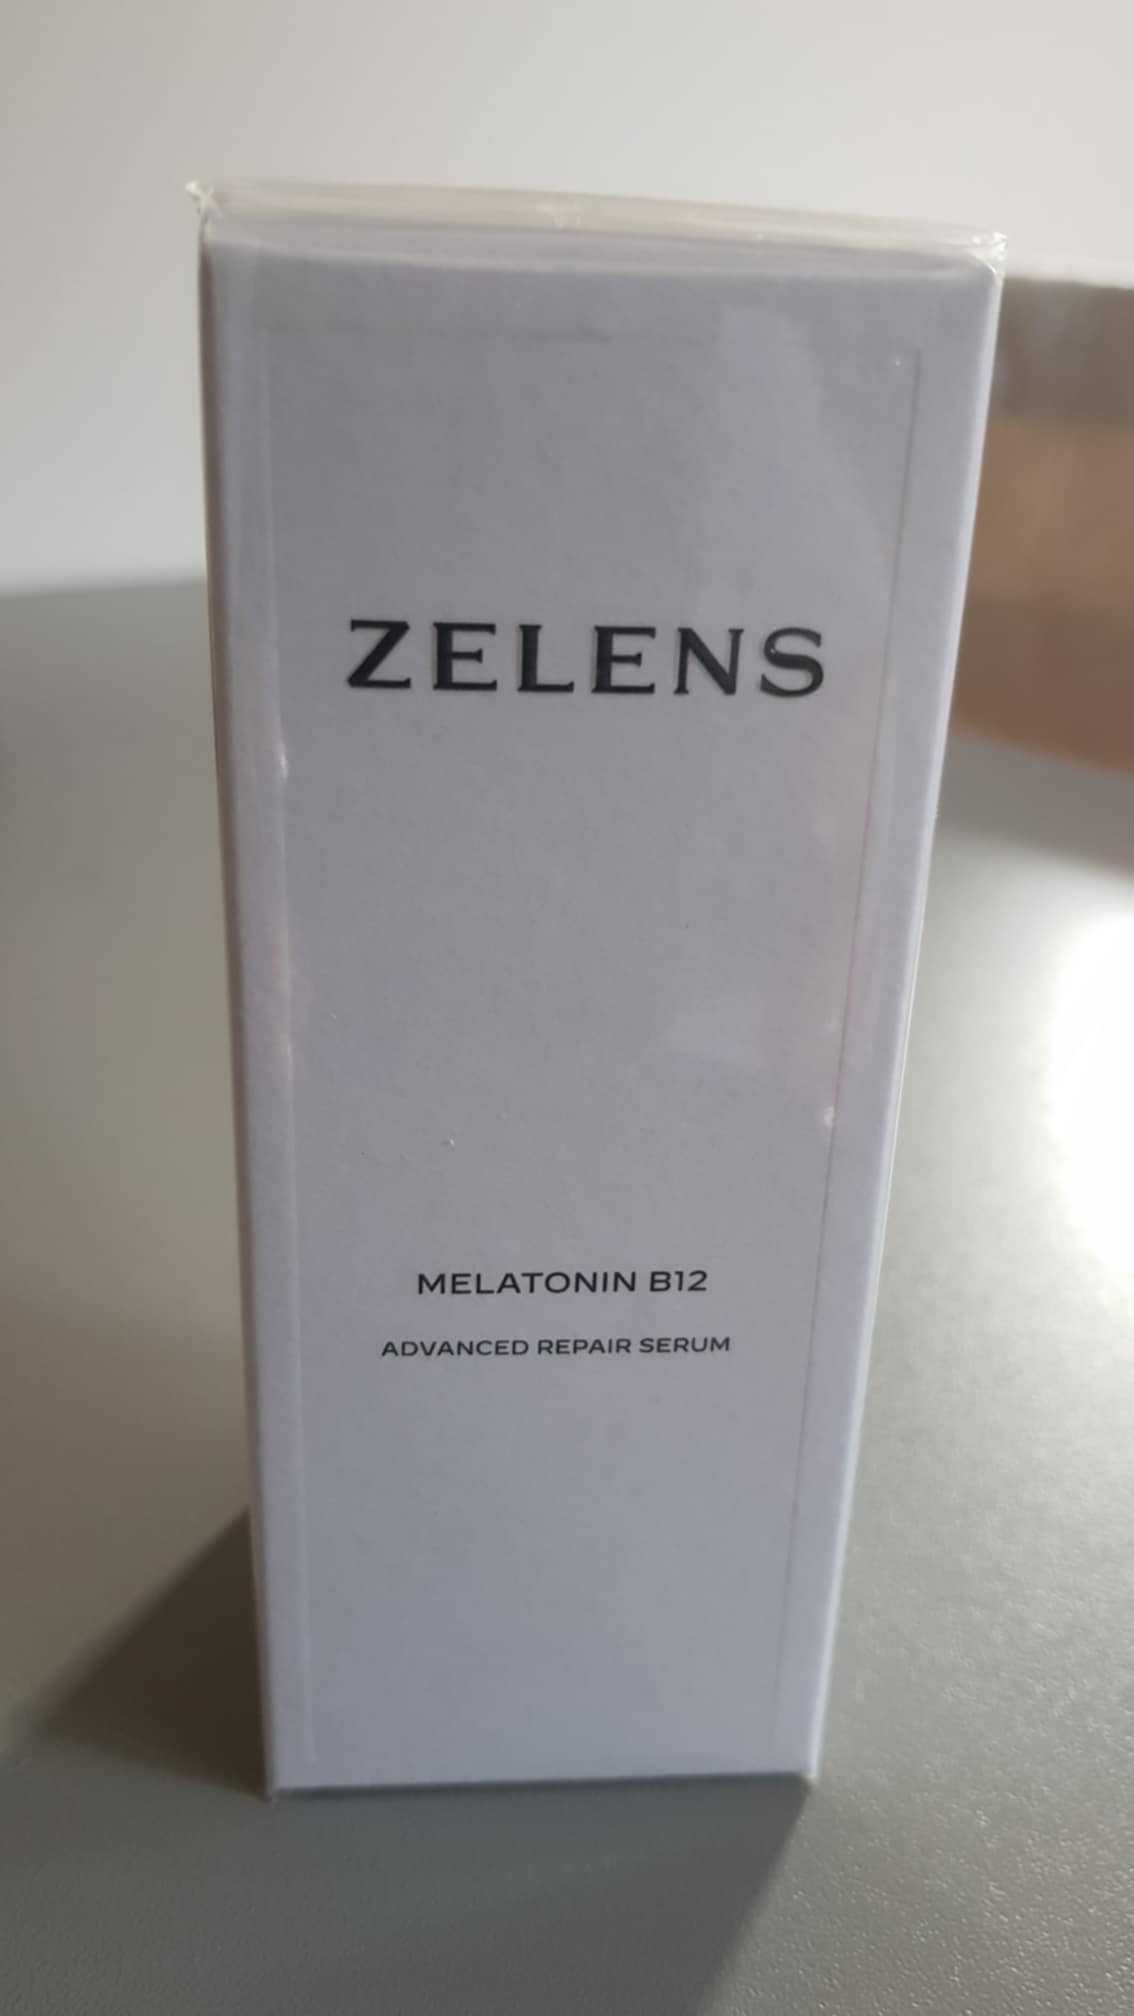 ZELENS
MELATONIN B12
ADVANCED REPAIR SERUM